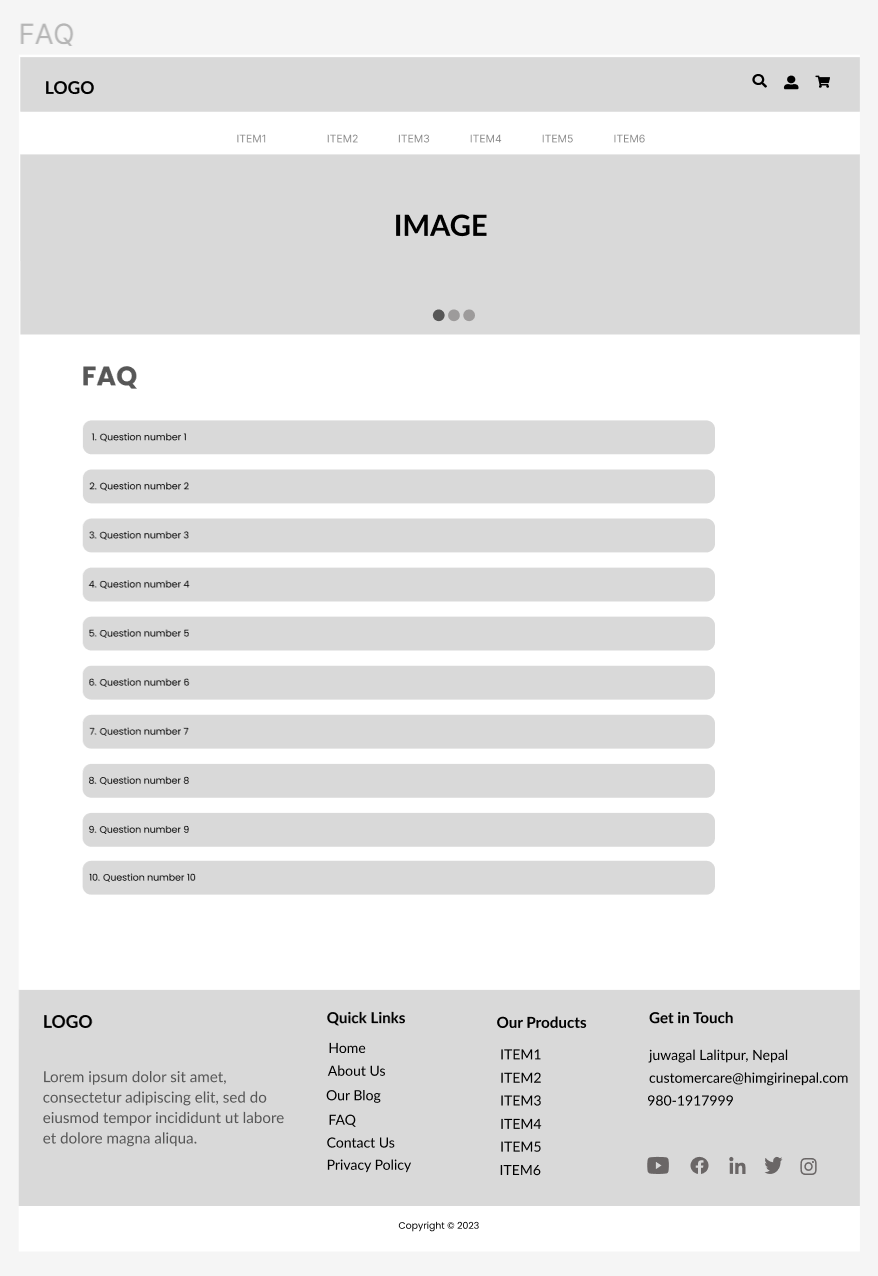 FAQ
LOGO
ITEM1 ITEM2 ITEM3 ITEM4 ITEM5 ITEM6
IMAGE
FAQ
1. Question number 1
2. Question number 2
3. Question number 3
4. Question number 4
5. Question number 5
6. Question number 6
7. Question number 7
8. Question number 8
9. Question number 9
10. Question number 10
LOGO
Lorem ipsum dolor sit amet,
consectetur adipiscing elit, sed do
eiusmod tempor incididunt ut labore
et dolore magna aliqua.
Quick Links
Home
About Us
Our Blog
FAQ
Contact Us
Privacy Policy
Our Products
ITEM1
ITEM2
ITEM3
ITEM4
ITEM5
ITEM6
Get in Touch
juwagal Lalitpur, Nepal
customercare@himgirinepal.com
980-1917999
Copyright © 2023